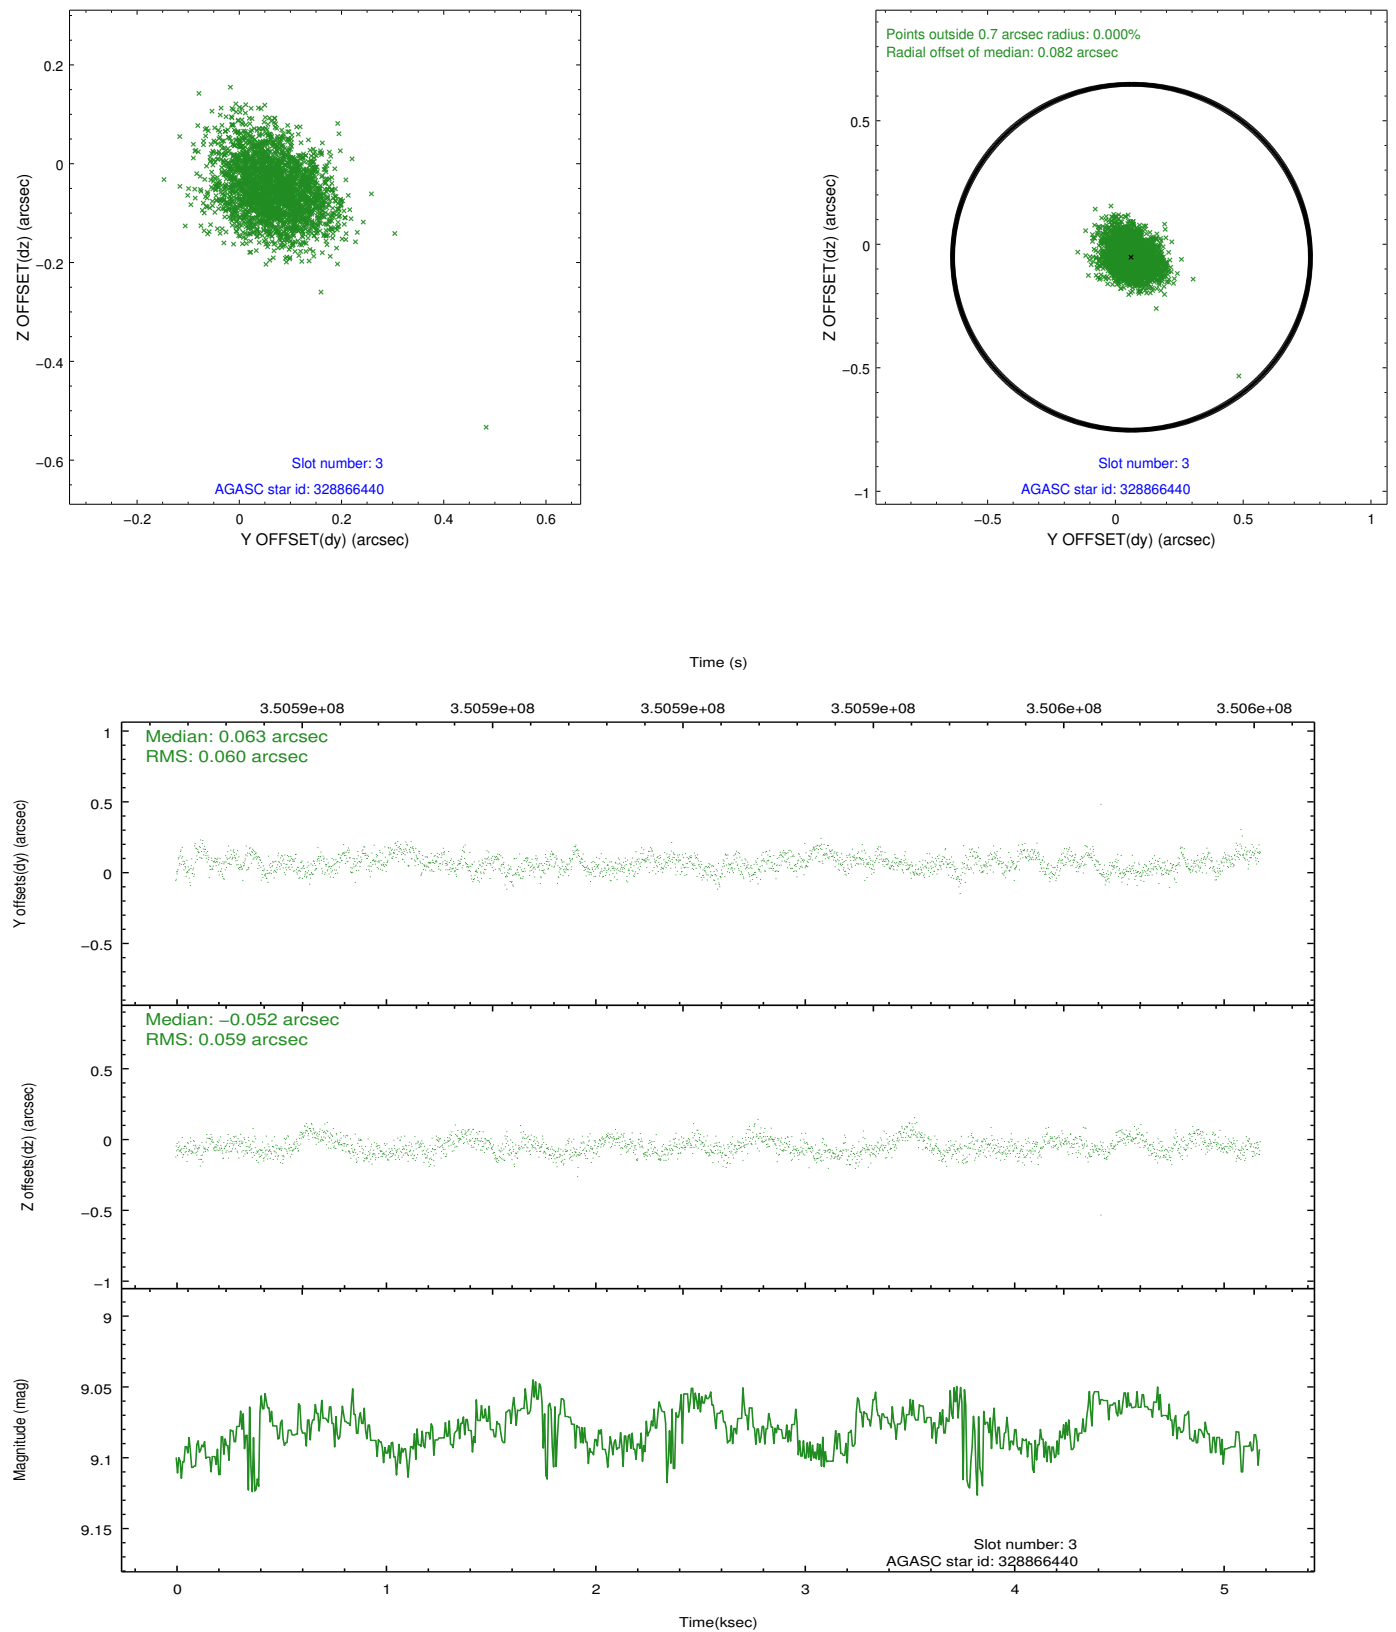 0.2
0
−0.2
−0.4
−0.6
Z OFFSET(dz) (arcsec)
Slot number: 3
AGASC star id: 328866440
−0.2 0 0.2 0.4 0.6
Y OFFSET(dy) (arcsec)
Points outside 0.7 arcsec radius: 0.000%
Radial offset of median: 0.082 arcsec
0.5
0
−0.5
−1
Z OFFSET(dz) (arcsec)
Slot number: 3
AGASC star id: 328866440
−0.5 0 0.5 1
Y OFFSET(dy) (arcsec)
Time (s)
3.5059e+08 3.5059e+08 3.5059e+08 3.5059e+08 3.506e+08 3.506e+08
Median: 0.063 arcsec
RMS: 0.060 arcsec
1
0.5
0
−0.5
Y offsets(dy) (arcsec)
Median: −0.052 arcsec
RMS: 0.059 arcsec
0.5
0
−0.5
−1
Z offsets(dz) (arcsec)
9
9.05
9.1
9.15
Magnitude (mag)
Slot number: 3
AGASC star id: 328866440
0 1 2 3 4 5
Time(ksec)